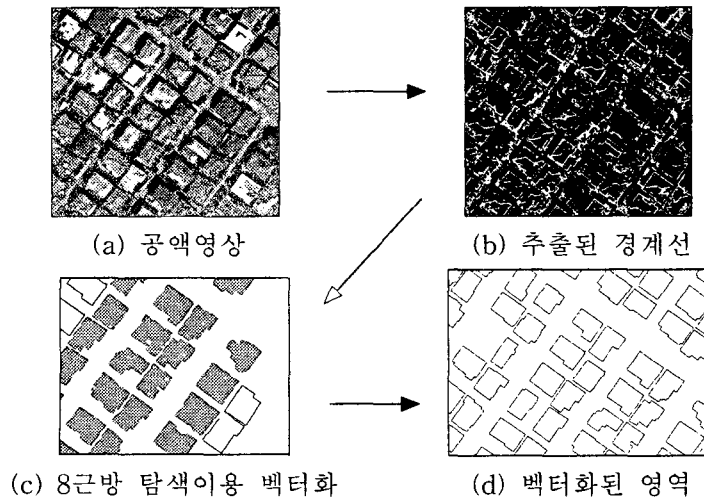 (a) 공액영상
(b) 추출된 경계선
(c) 8근방 탐색이용 벡터화
(d) 벡터화된 영역